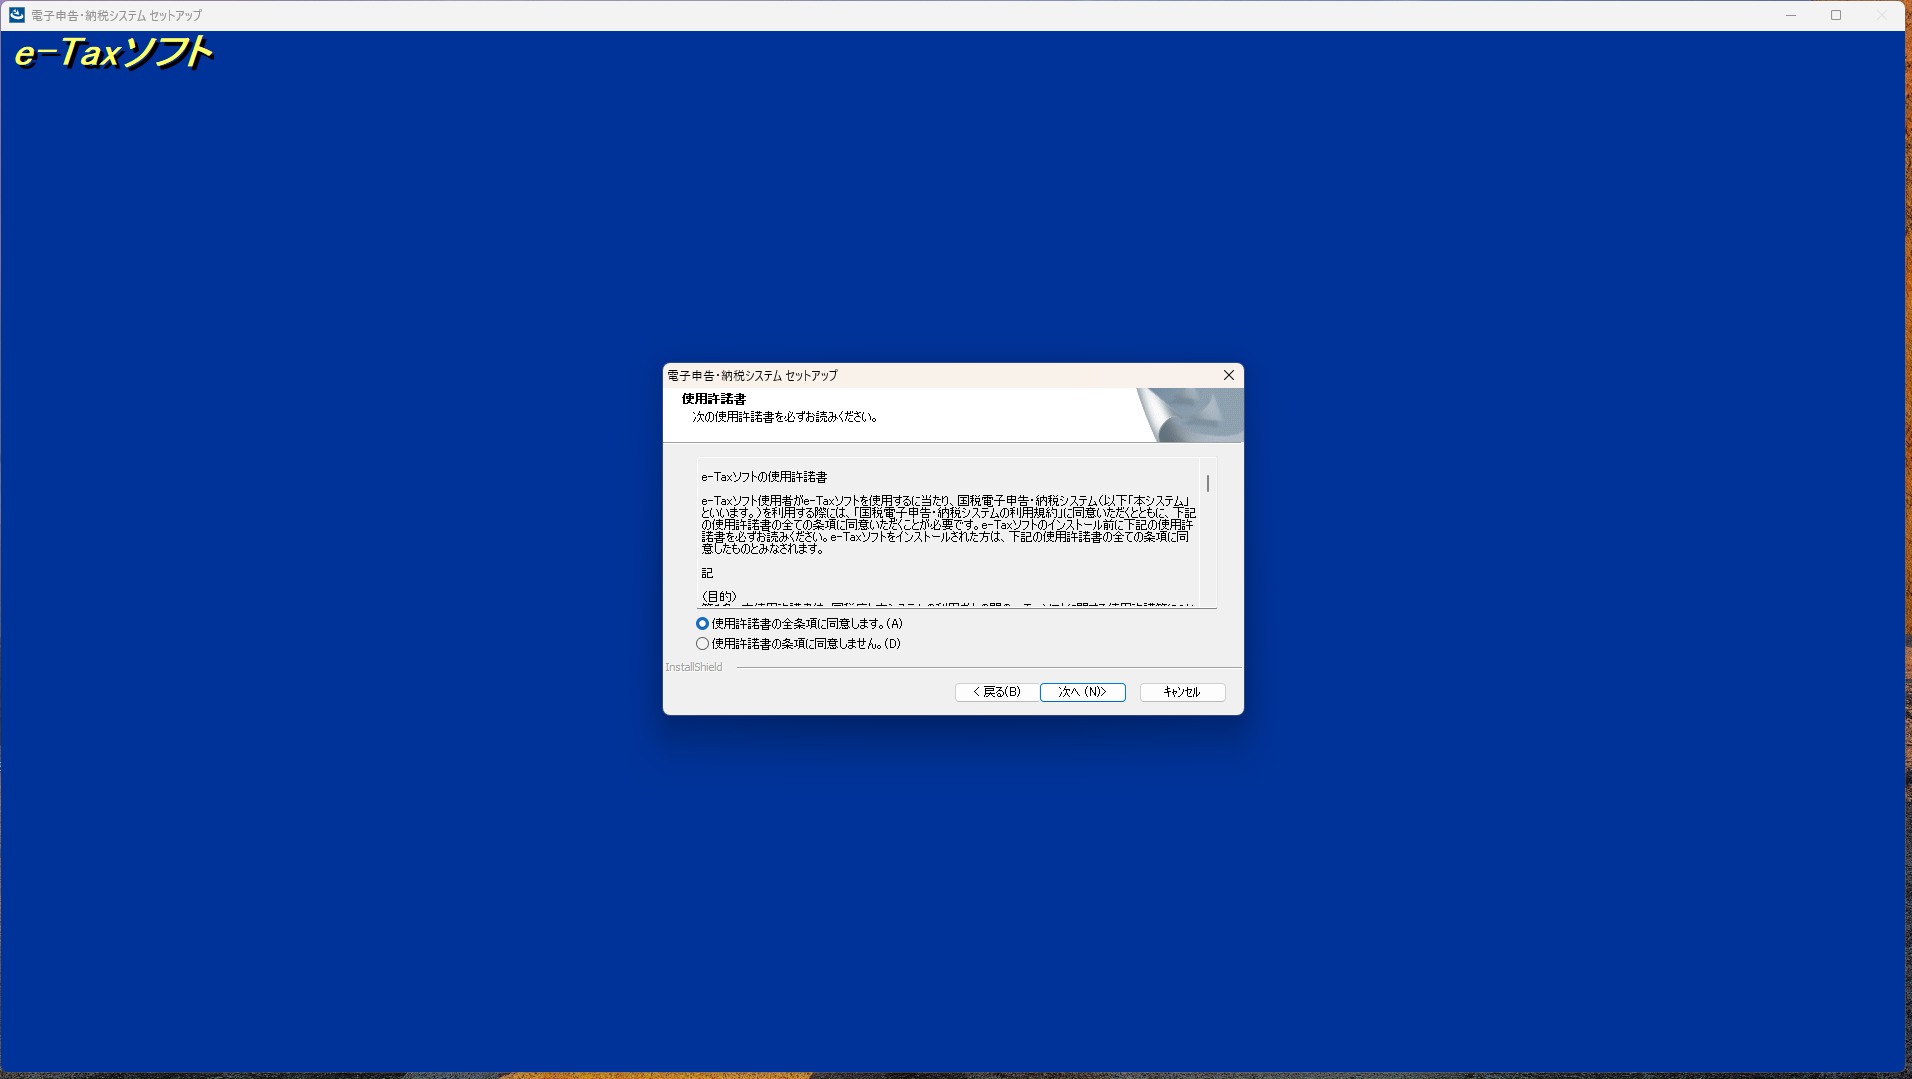 電子申告・納税システム セットアップ
e-Taxソフト
電子申告・納税システム セットアップ
使用許諾書
次の使用許諾書を必ずお読みください。
e-Taxソフトの使用許諾書
e-Taxソフト使用者がe-Taxソフトを使用するに当たり、国税電子申告・納税システム（以下「本システム」
といいます。）を利用する際には、「国税電子申告・納税システムの利用規約」に同意いただくとともに、下記
の使用許諾書の全ての条項に同意いただくことが必要です。e-Taxソフトのインストール前に下記の使用許
諾書を必ずお読みください。e-Taxソフトをインストールされた方は、下記の使用許諾書の全ての条項に同
意したものとみなされます。
記
（目的）
使用許諾書の全条項に同意します。(A)
使用許諾書の条項に同意しません。(D)
InstallShield
< 戻る(B)
次へ (N)>
ｷｬﾝｾﾙ